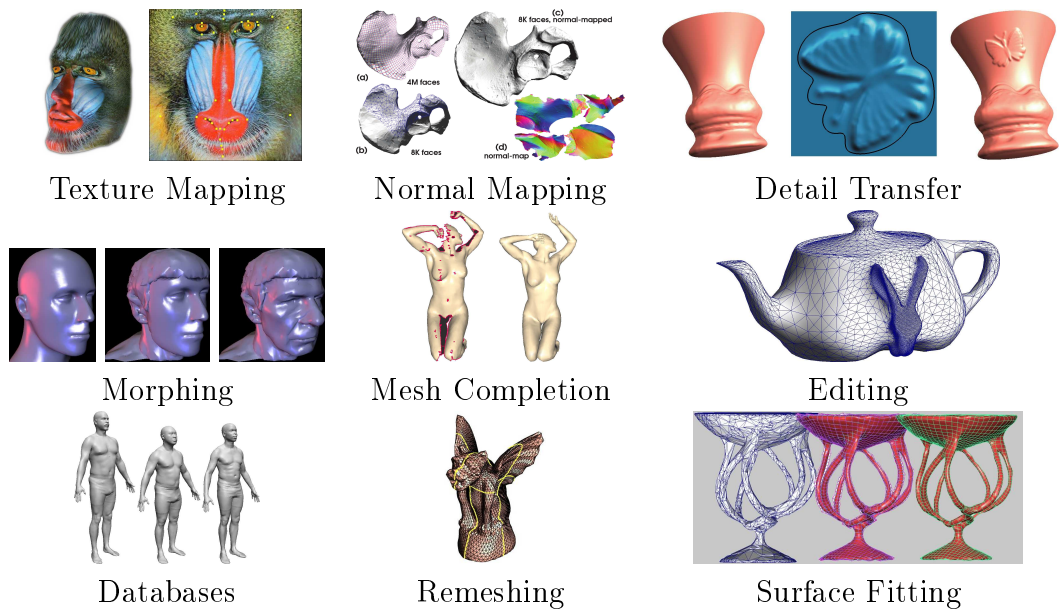 (a)
4M faces
(b)
8K faces
(c)
8K faces, normal-mapped
(d)
normal-map
Texture Mapping
Normal Mapping
Detail Transfer
Morphing
Mesh Completion
Editing
Databases
Remeshing
Surface Fitting